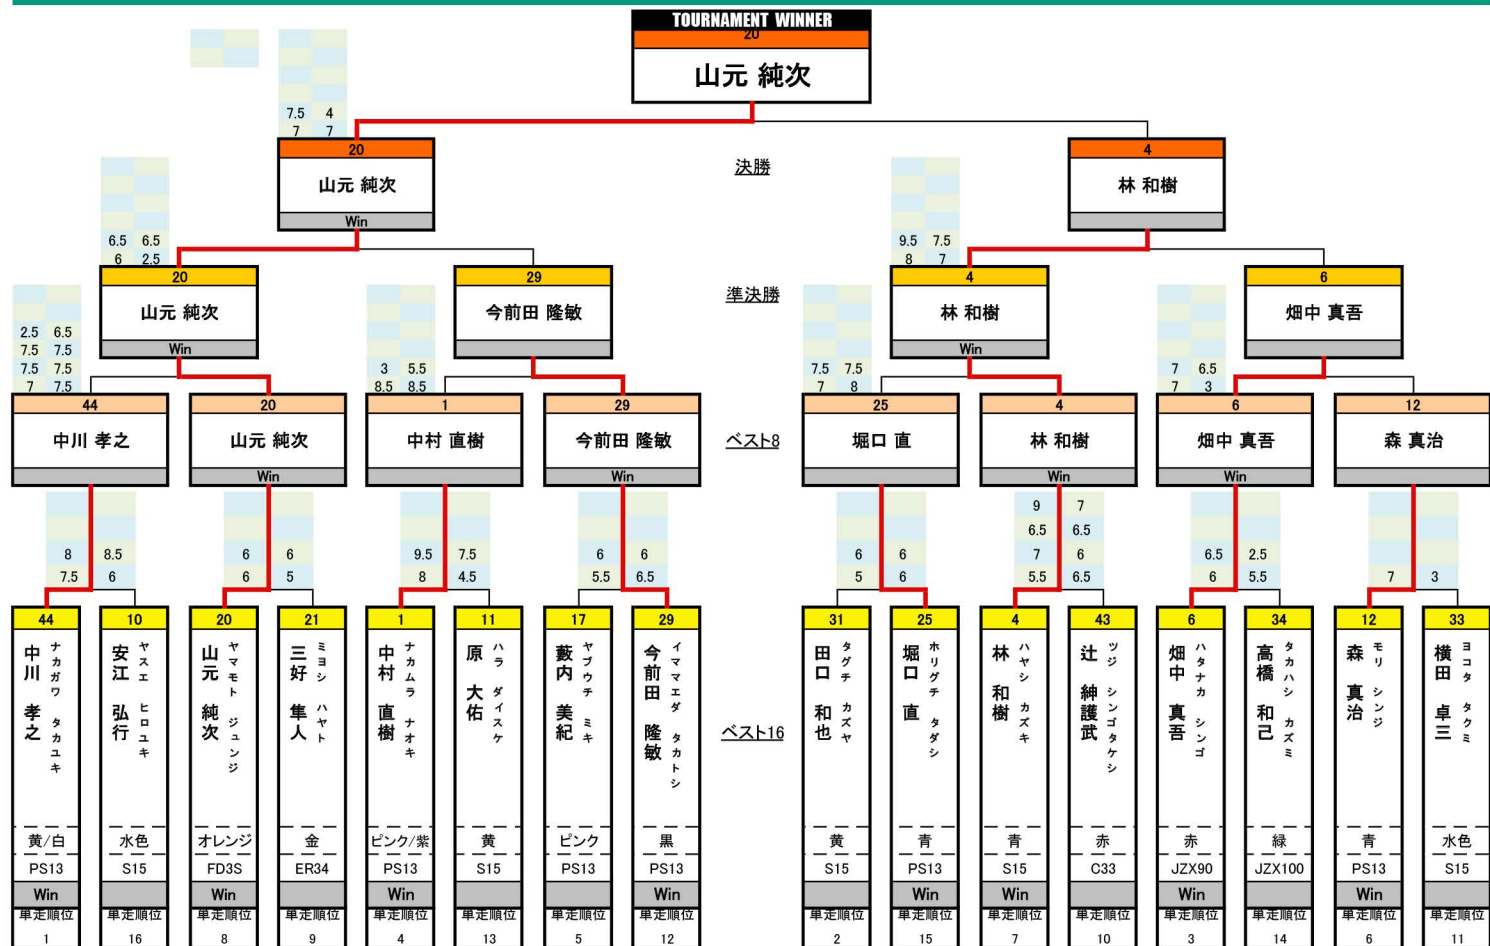 TOURNAMENT WINNER
20
山元 純次
7.5 4
7 7
20
山元 純次
Win
決勝
4
林 和樹
6.5 6.5
6 2.5
9.5 7.5
8 7
20
山元 純次
Win
29
今前田 隆敏
準決勝
4
林 和樹
Win
6
畑中 真吾
2.5 6.5
7.5 7.5
7.5 7.5
7 7.5
3 5.5
8.5 8.5
7.5 7.5
7 8
7 6.5
7 3
44
中川 孝之
20
山元 純次
Win
1
中村 直樹
29
今前田 隆敏
Win
ベスト8
25
堀口 直
4
林 和樹
Win
6
畑中 真吾
Win
12
森 真治
8 8.5
7.5 6
6 6
6 5
9.5 7.5
8 4.5
6 6
5.5 6.5
6 6
5 6
9 7
6.5 6.5
7 6
5.5 6.5
6.5 2.5
6 5.5
7 3
44
中川 孝之
ナカガワ タカユキ
黄/白
PS13
Win
単走順位
1
10
安江 弘行
ヤスエ ヒロユキ
水色
S15
単走順位
16
20
山元 純次
ヤマモト ジュンジ
オレンジ
FD3S
Win
単走順位
8
21
三好 隼人
ミヨシ ハヤト
金
ER34
単走順位
9
1
中村 直樹
ナカムラ ナオキ
ピンク/紫
PS13
Win
単走順位
4
11
原 大佑
ハラ ダイスケ
黄
S15
単走順位
13
17
藪内 美紀
ヤブウチ ミキ
ピンク
PS13
単走順位
5
29
今前田 隆敏
イママエダ タカトシ
黒
PS13
Win
単走順位
12
ベスト16
31
田口 和也
タグチ カズヤ
黄
S15
単走順位
2
25
堀口 直
ホリグチ タダシ
青
PS13
Win
単走順位
15
4
林 和樹
ハヤシ カズキ
青
S15
Win
単走順位
7
43
辻 紳護武
ツジ シンゴタケシ
赤
C33
単走順位
10
6
畑中 真吾
ハタナカ シンゴ
赤
JZX90
Win
単走順位
3
34
高橋 和己
タカハシ カズミ
緑
JZX100
単走順位
14
12
森 真治
モリ シンジ
青
PS13
Win
単走順位
6
33
横田 卓三
ヨコタ タクミ
水色
S15
単走順位
11